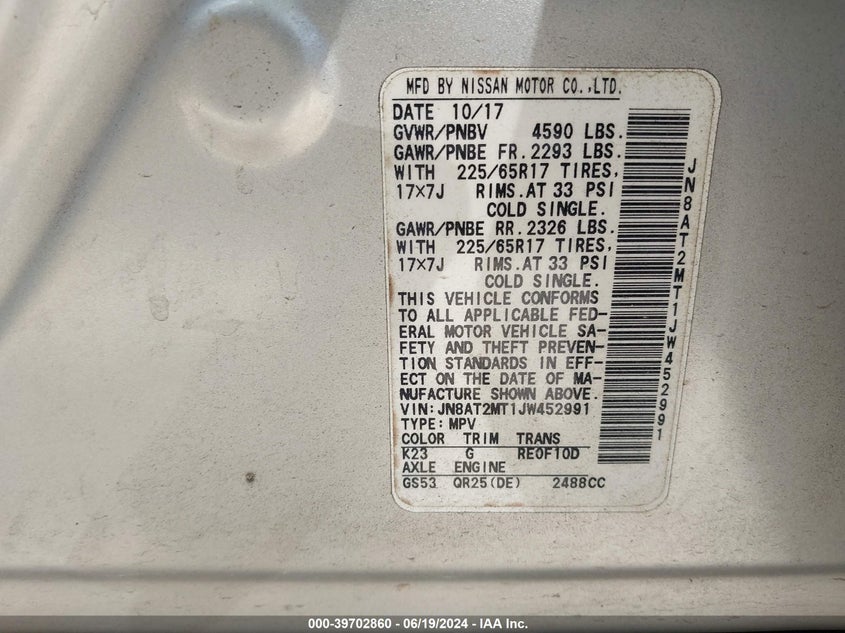 MFD BY NISSAN MOTOR CO.,LTD.
DATE 10/17
GVWR/PNBV 4590 LBS.
GAWR/PNBE FR.2293 LBS.
WITH 225/65R17 TIRES,
17×7J RIMS.AT 33 PSI
COLD SINGLE.
GAWR/PNBE RR.2326 LBS.
WITH 225/65R17 TIRES,
17×7J RIMS.AT 33 PSI
COLD SINGLE.
THIS VEHICLE CONFORMS
TO ALL APPLICABLE FED-
ERAL MOTOR VEHICLE SA-
FETY AND THEFT PREVEN-
TION STANDARDS IN EFF-
ECT ON THE DATE OF MA-
NUFACTURE SHOWN ABOVE.
VIN:JN8AT2MT1JW452991
TYPE:MPV
COLOR TRIM TRANS
K23 G RE0F10D
AXLE ENGINE
GS53 QR25(DE) 2488CC
JN8AT2MT1JW452991
000-39702860 - 06/19/2024 - IAA Inc.